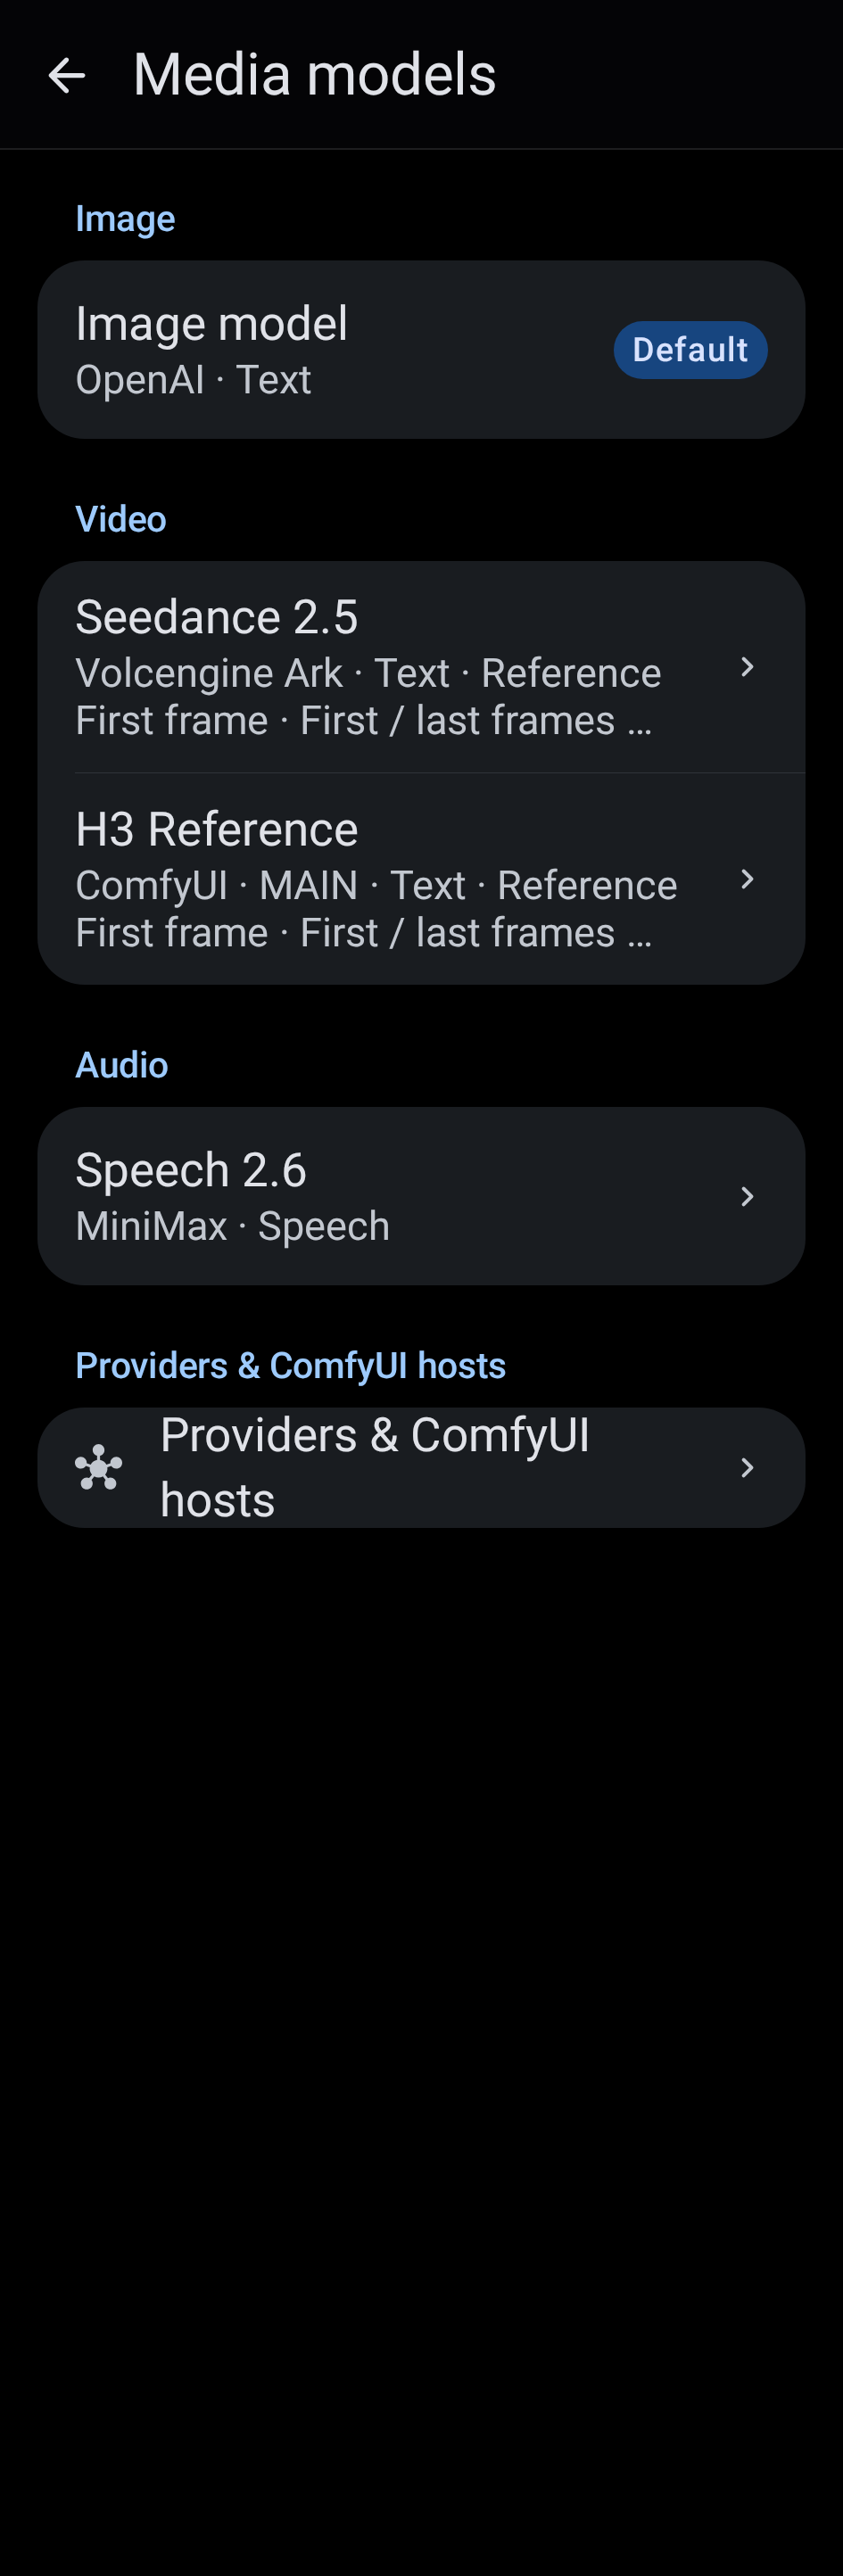 Media models
Image
Image model
OpenAI · Text
Default
Video
Seedance 2.5
Volcengine Ark · Text · Reference
First frame · First / last frames ...
H3 Reference
ComfyUI · MAIN · Text · Reference
First frame · First / last frames ...
Audio
Speech 2.6
MiniMax · Speech
Providers & ComfyUI hosts
Providers & ComfyUI
hosts